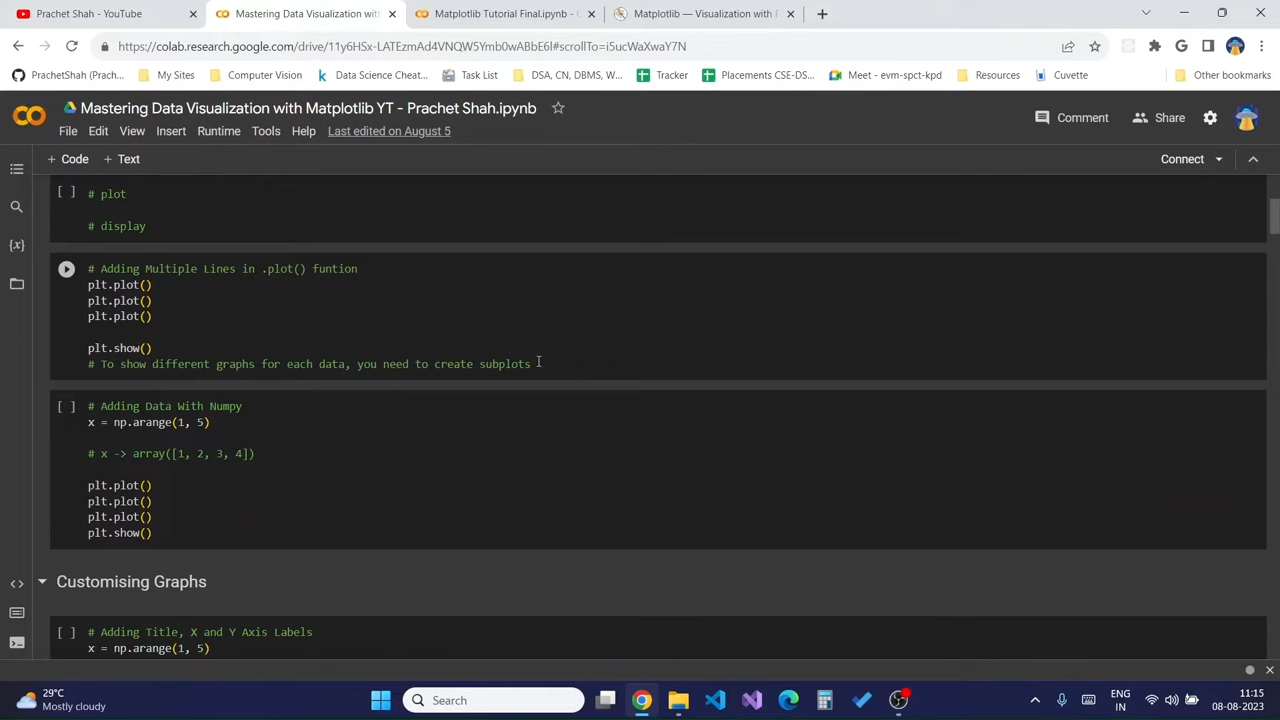 Prachet Shah - YouTube
Mastering Data Visualization with
Matplotlib Tutorial Final.ipynb -
Matplotlib — Visualization with P
https://colab.research.google.com/drive/11y6HSx-LATEzmAd4VNQW5Ymb0wABbE6l#scrollTo=i5ucWaXwaY7N
PrachetShah (Prach...
My Sites
Computer Vision
Data Science Cheat...
Task List
DSA, CN, DBMS, W...
Tracker
Placements CSE-DS...
Meet - evm-spct-kpd
Resources
Cuvette
Other bookmarks
Mastering Data Visualization with Matplotlib YT - Prachet Shah.ipynb
Comment
Share
File Edit View Insert Runtime Tools Help Last edited on August 5
+ Code + Text
Connect
[ ] # plot
# display
# Adding Multiple Lines in .plot() funtion
plt.plot()
plt.plot()
plt.plot()
plt.show()
# To show different graphs for each data, you need to create subplots
[ ] # Adding Data With Numpy
x = np.arange(1, 5)
# x -> array([1, 2, 3, 4])
plt.plot()
plt.plot()
plt.plot()
plt.show()
Customising Graphs
[ ] # Adding Title, X and Y Axis Labels
x = np.arange(1, 5)
29°C
Mostly cloudy
Search
ENG
IN
11:15
08-08-2023